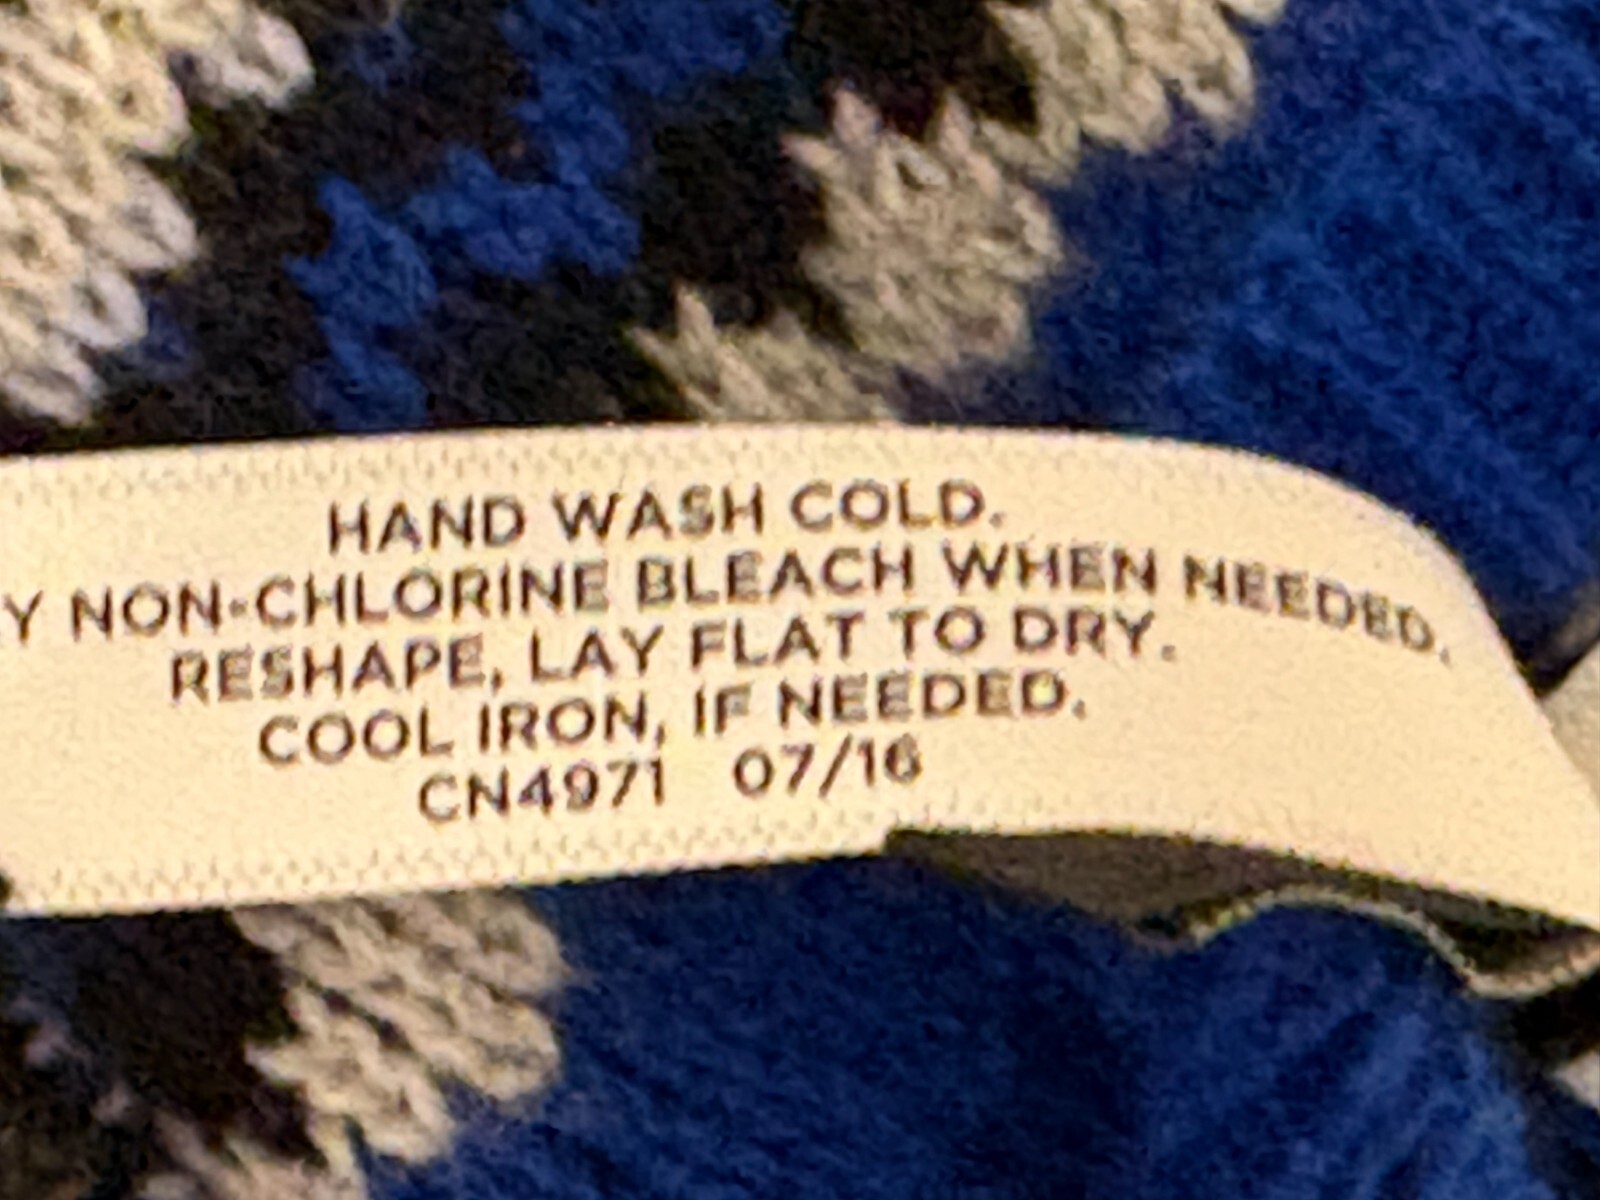 HAND WASH COLD.
Y NON-CHLORINE BLEACH WHEN NEEDED.
RESHAPE, LAY FLAT TO DRY.
COOL IRON, IF NEEDED.
CN4971 07/16